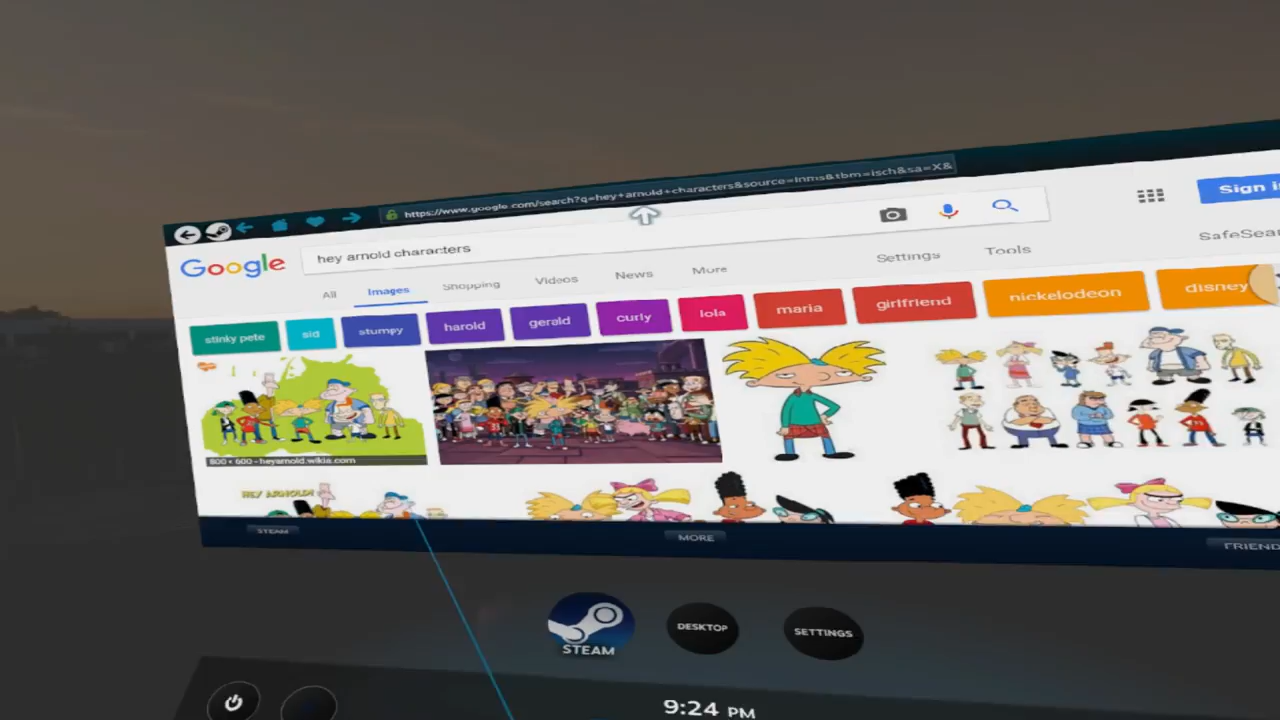 https://www.google.com/search?q=hey+arnold+characters&source=lnms&tbm=isch&sa=X&
Google
hey arnold characters
Sign i
All Images Shopping Videos News More Settings Tools SafeSear
stinky pete sid stumpy harold gerald curly lola maria girlfriend nickelodeon disney
800 × 600 - heyarnold.wikia.com
HEY ARNOLD!
STEAM MORE FRIEND
STEAM DESKTOP SETTINGS
9:24 PM